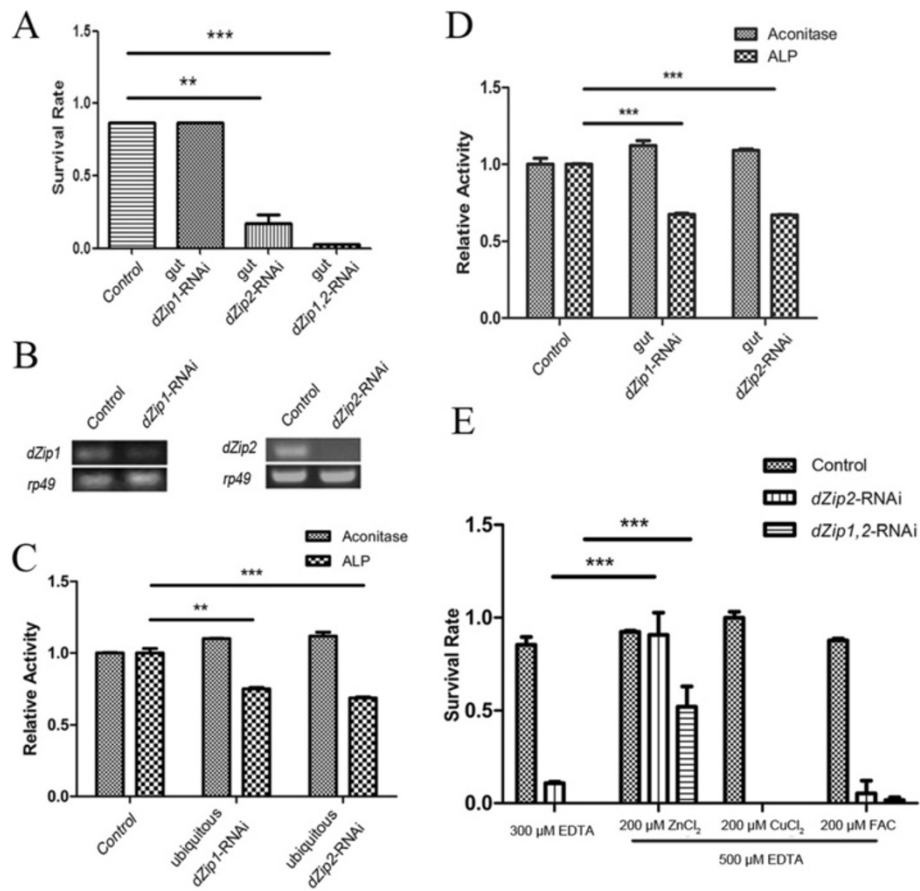 A
Survival Rate
1.5
1.0
0.5
0.0
***
**
Control
gut
dZip1-RNAi
gut
dZip2-RNAi
gut
dZip1,2-RNAi
B
Control
dZip1-RNAi
dZip1
rp49
Control
dZip2-RNAi
dZip2
rp49
C
Aconitase
ALP
Relative Activity
1.5
1.0
0.5
0.0
***
**
Control
ubiquitous
dZip1-RNAi
ubiquitous
dZip2-RNAi
D
Aconitase
ALP
Relative Activity
1.5
1.0
0.5
0.0
***
***
Control
gut
dZip1-RNAi
gut
dZip2-RNAi
E
Control
dZip2-RNAi
dZip1,2-RNAi
Survival Rate
1.5
1.0
0.5
0.0
***
***
300 µM EDTA
200 µM ZnCl₂
200 µM CuCl₂
200 µM FAC
500 µM EDTA